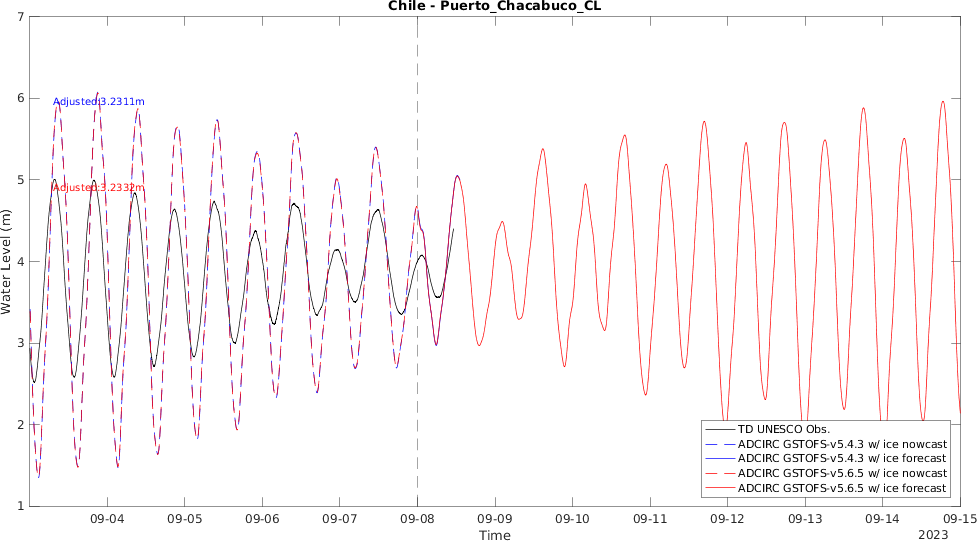 Chile - Puerto_Chacabuco_CL
7
6
5
4
3
2
1
Water Level (m)
Adjusted:3.2311m
Adjusted:3.2332m
TD UNESCO Obs.
ADCIRC GSTOFS-v5.4.3 w/ ice nowcast
ADCIRC GSTOFS-v5.4.3 w/ ice forecast
ADCIRC GSTOFS-v5.6.5 w/ ice nowcast
ADCIRC GSTOFS-v5.6.5 w/ ice forecast
09-04 09-05 09-06 09-07 09-08 09-09 09-10 09-11 09-12 09-13 09-14 09-15
Time
2023